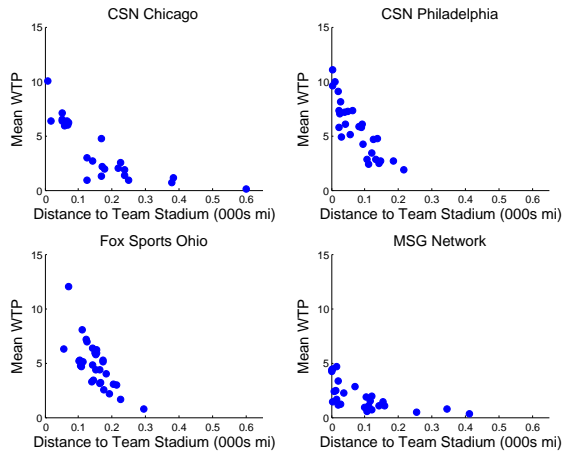 CSN Chicago
15
10
5
0
Mean WTP
0 0.1 0.2 0.3 0.4 0.5 0.6
Distance to Team Stadium (000s mi)
CSN Philadelphia
15
10
5
0
Mean WTP
0 0.1 0.2 0.3 0.4 0.5 0.6
Distance to Team Stadium (000s mi)
Fox Sports Ohio
15
10
5
0
Mean WTP
0 0.1 0.2 0.3 0.4 0.5 0.6
Distance to Team Stadium (000s mi)
MSG Network
15
10
5
0
Mean WTP
0 0.1 0.2 0.3 0.4 0.5 0.6
Distance to Team Stadium (000s mi)